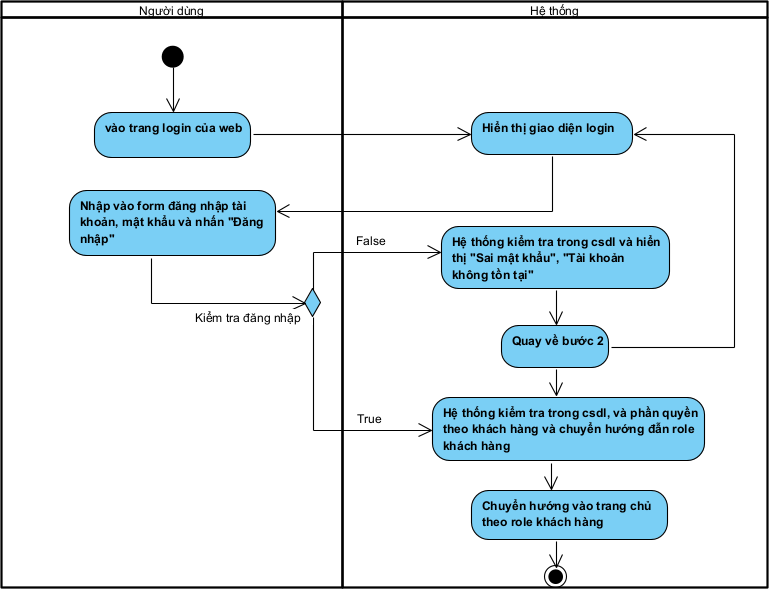 Người dùng
Hệ thống
vào trang login của web
Hiển thị giao diện login
Nhập vào form đăng nhập tài
khoản, mật khẩu và nhấn "Đăng
nhập"
False
Hệ thống kiểm tra trong csdl và hiển
thị "Sai mật khẩu", "Tài khoản
không tồn tại"
Kiểm tra đăng nhập
Quay về bước 2
True
Hệ thống kiểm tra trong csdl, và phần quyền
theo khách hàng và chuyển hướng đẫn role
khách hàng
Chuyển hướng vào trang chủ
theo role khách hàng